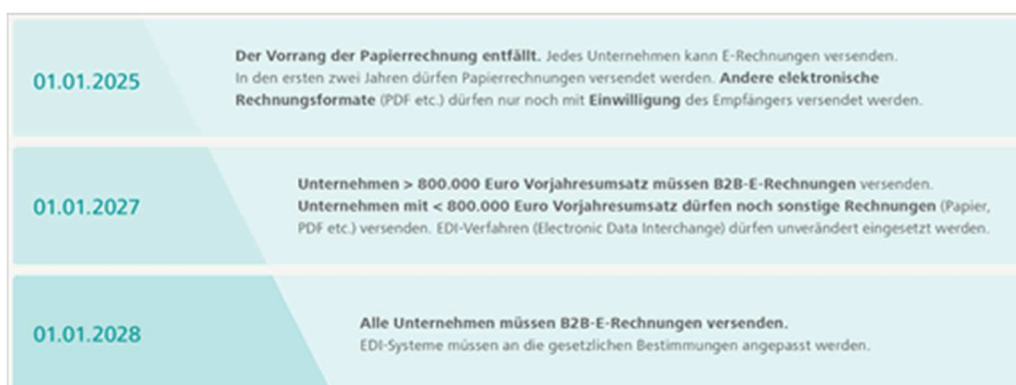 01.01.2025
Der Vorrang der Papierrechnung entfällt. Jedes Unternehmen kann E-Rechnungen versenden.
In den ersten zwei Jahren dürfen Papierrechnungen versendet werden. Andere elektronische
Rechnungsformate (PDF etc.) dürfen nur noch mit Einwilligung des Empfängers versendet werden.
01.01.2027
Unternehmen > 800.000 Euro Vorjahresumsatz müssen B2B-E-Rechnungen versenden.
Unternehmen mit < 800.000 Euro Vorjahresumsatz dürfen noch sonstige Rechnungen (Papier,
PDF etc.) versenden. EDI-Verfahren (Electronic Data Interchange) dürfen unverändert eingesetzt werden.
01.01.2028
Alle Unternehmen müssen B2B-E-Rechnungen versenden.
EDI-Systeme müssen an die gesetzlichen Bestimmungen angepasst werden.